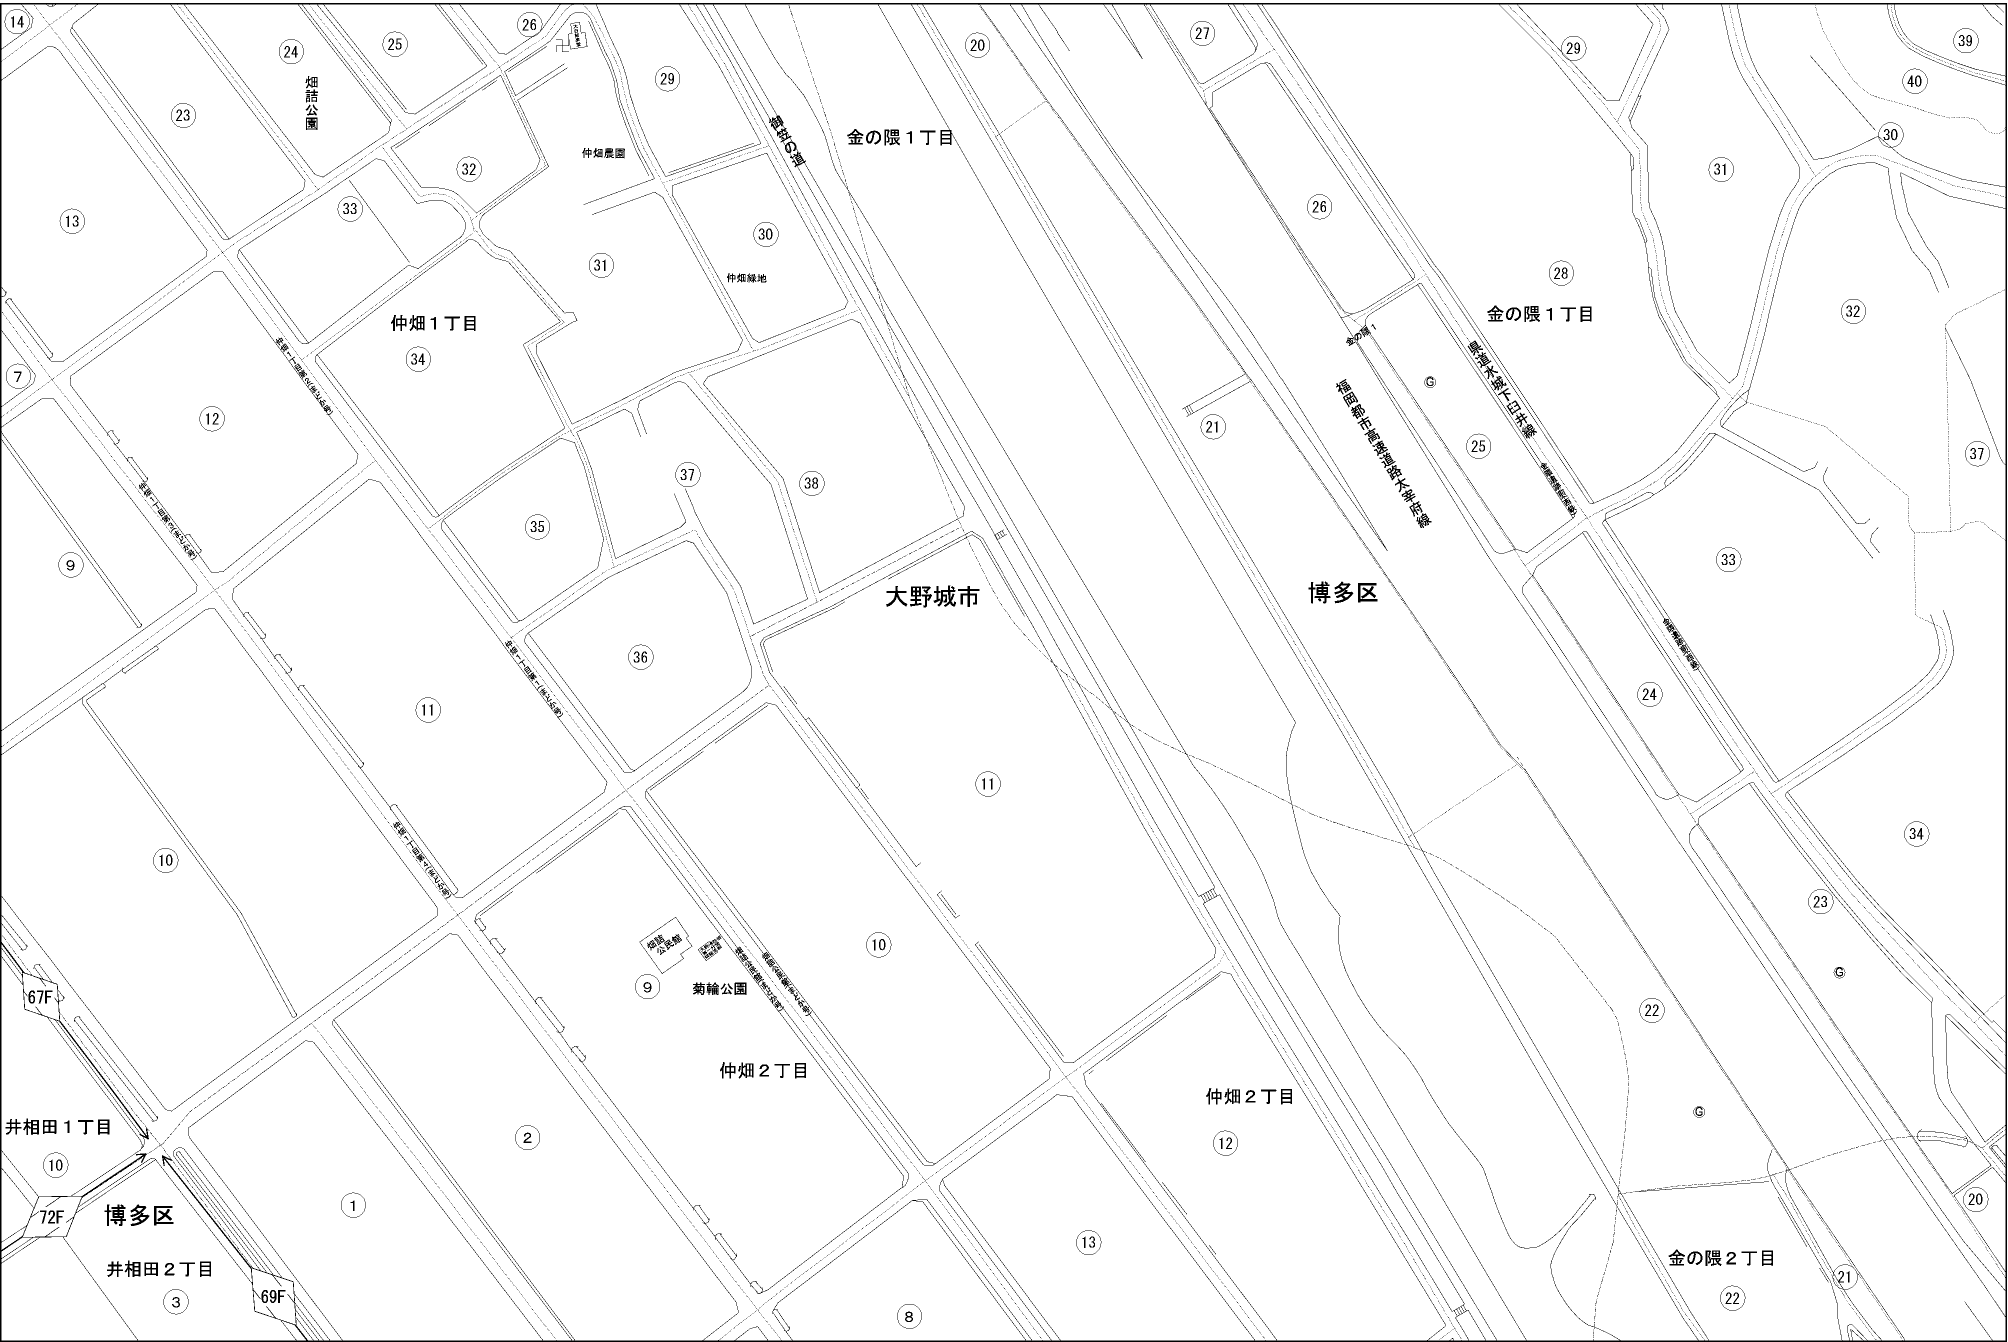 14
26
24
25
20
27
29
39
29
40
畑詰公園
23
御笠の道
金の隈1丁目
30
仲畑農園
32
31
33
26
13
30
31
仲畑緑地
28
金の隈1丁目
32
仲畑1丁目
金の隈1
34
県道水城下臼井線
7
G
福岡都市高速道路太宰府線
12
21
25
37
37
38
35
9
33
大野城市
博多区
36
24
11
11
34
10
23
畑詰
公民館
10
G
9
菊輪公園
67F
22
仲畑2丁目
仲畑2丁目
G
井相田1丁目
2
12
10
1
20
72F
博多区
13
金の隈2丁目
井相田2丁目
21
69F
3
22
8